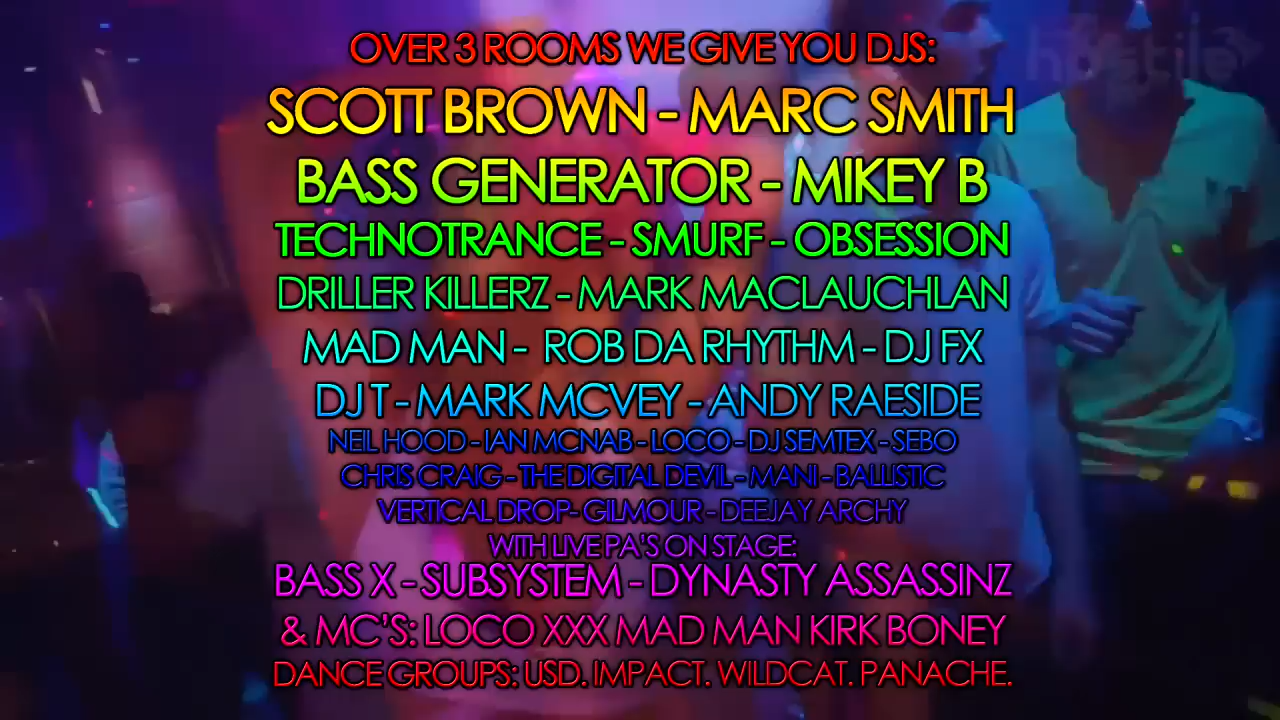 OVER 3 ROOMS WE GIVE YOU DJS:
hostile
SCOTT BROWN - MARC SMITH
BASS GENERATOR - MIKEY B
TECHNOTRANCE - SMURF - OBSESSION
DRILLER KILLERZ - MARK MACLAUCHLAN
MAD MAN - ROB DA RHYTHM - DJ FX
DJ T - MARK MCVEY - ANDY RAESIDE
NEIL HOOD - IAN MCNAB - LOCO - DJ SEMTEX - SEBO
CHRIS CRAIG - THE DIGITAL DEVIL - MANI - BALLISTIC
VERTICAL DROP- GILMOUR - DEEJAY ARCHY
WITH LIVE PA'S ON STAGE:
BASS X - SUBSYSTEM - DYNASTY ASSASSINZ
& MC'S: LOCO XXX MAD MAN KIRK BONEY
DANCE GROUPS: USD. IMPACT. WILDCAT. PANACHE.